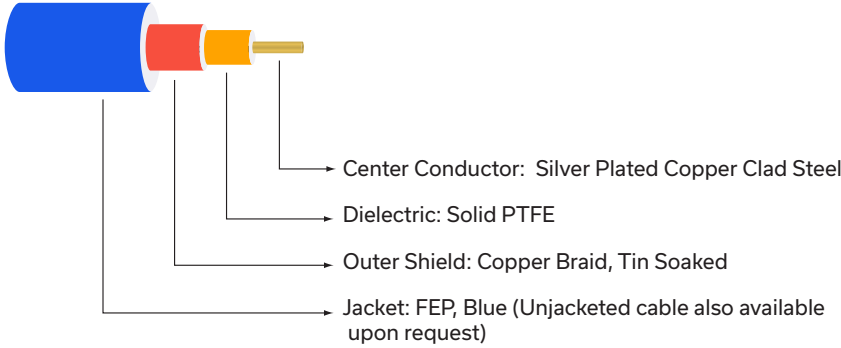 Center Conductor:  Silver Plated Copper Clad Steel
Dielectric: Solid PTFE
Outer Shield: Copper Braid, Tin Soaked
Jacket: FEP, Blue (Unjacketed cable also available
upon request)